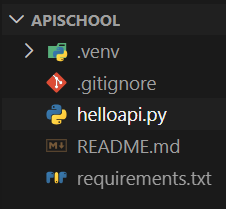 APISCHOOL
.venv
.gitignore
helloapi.py
README.md
requirements.txt